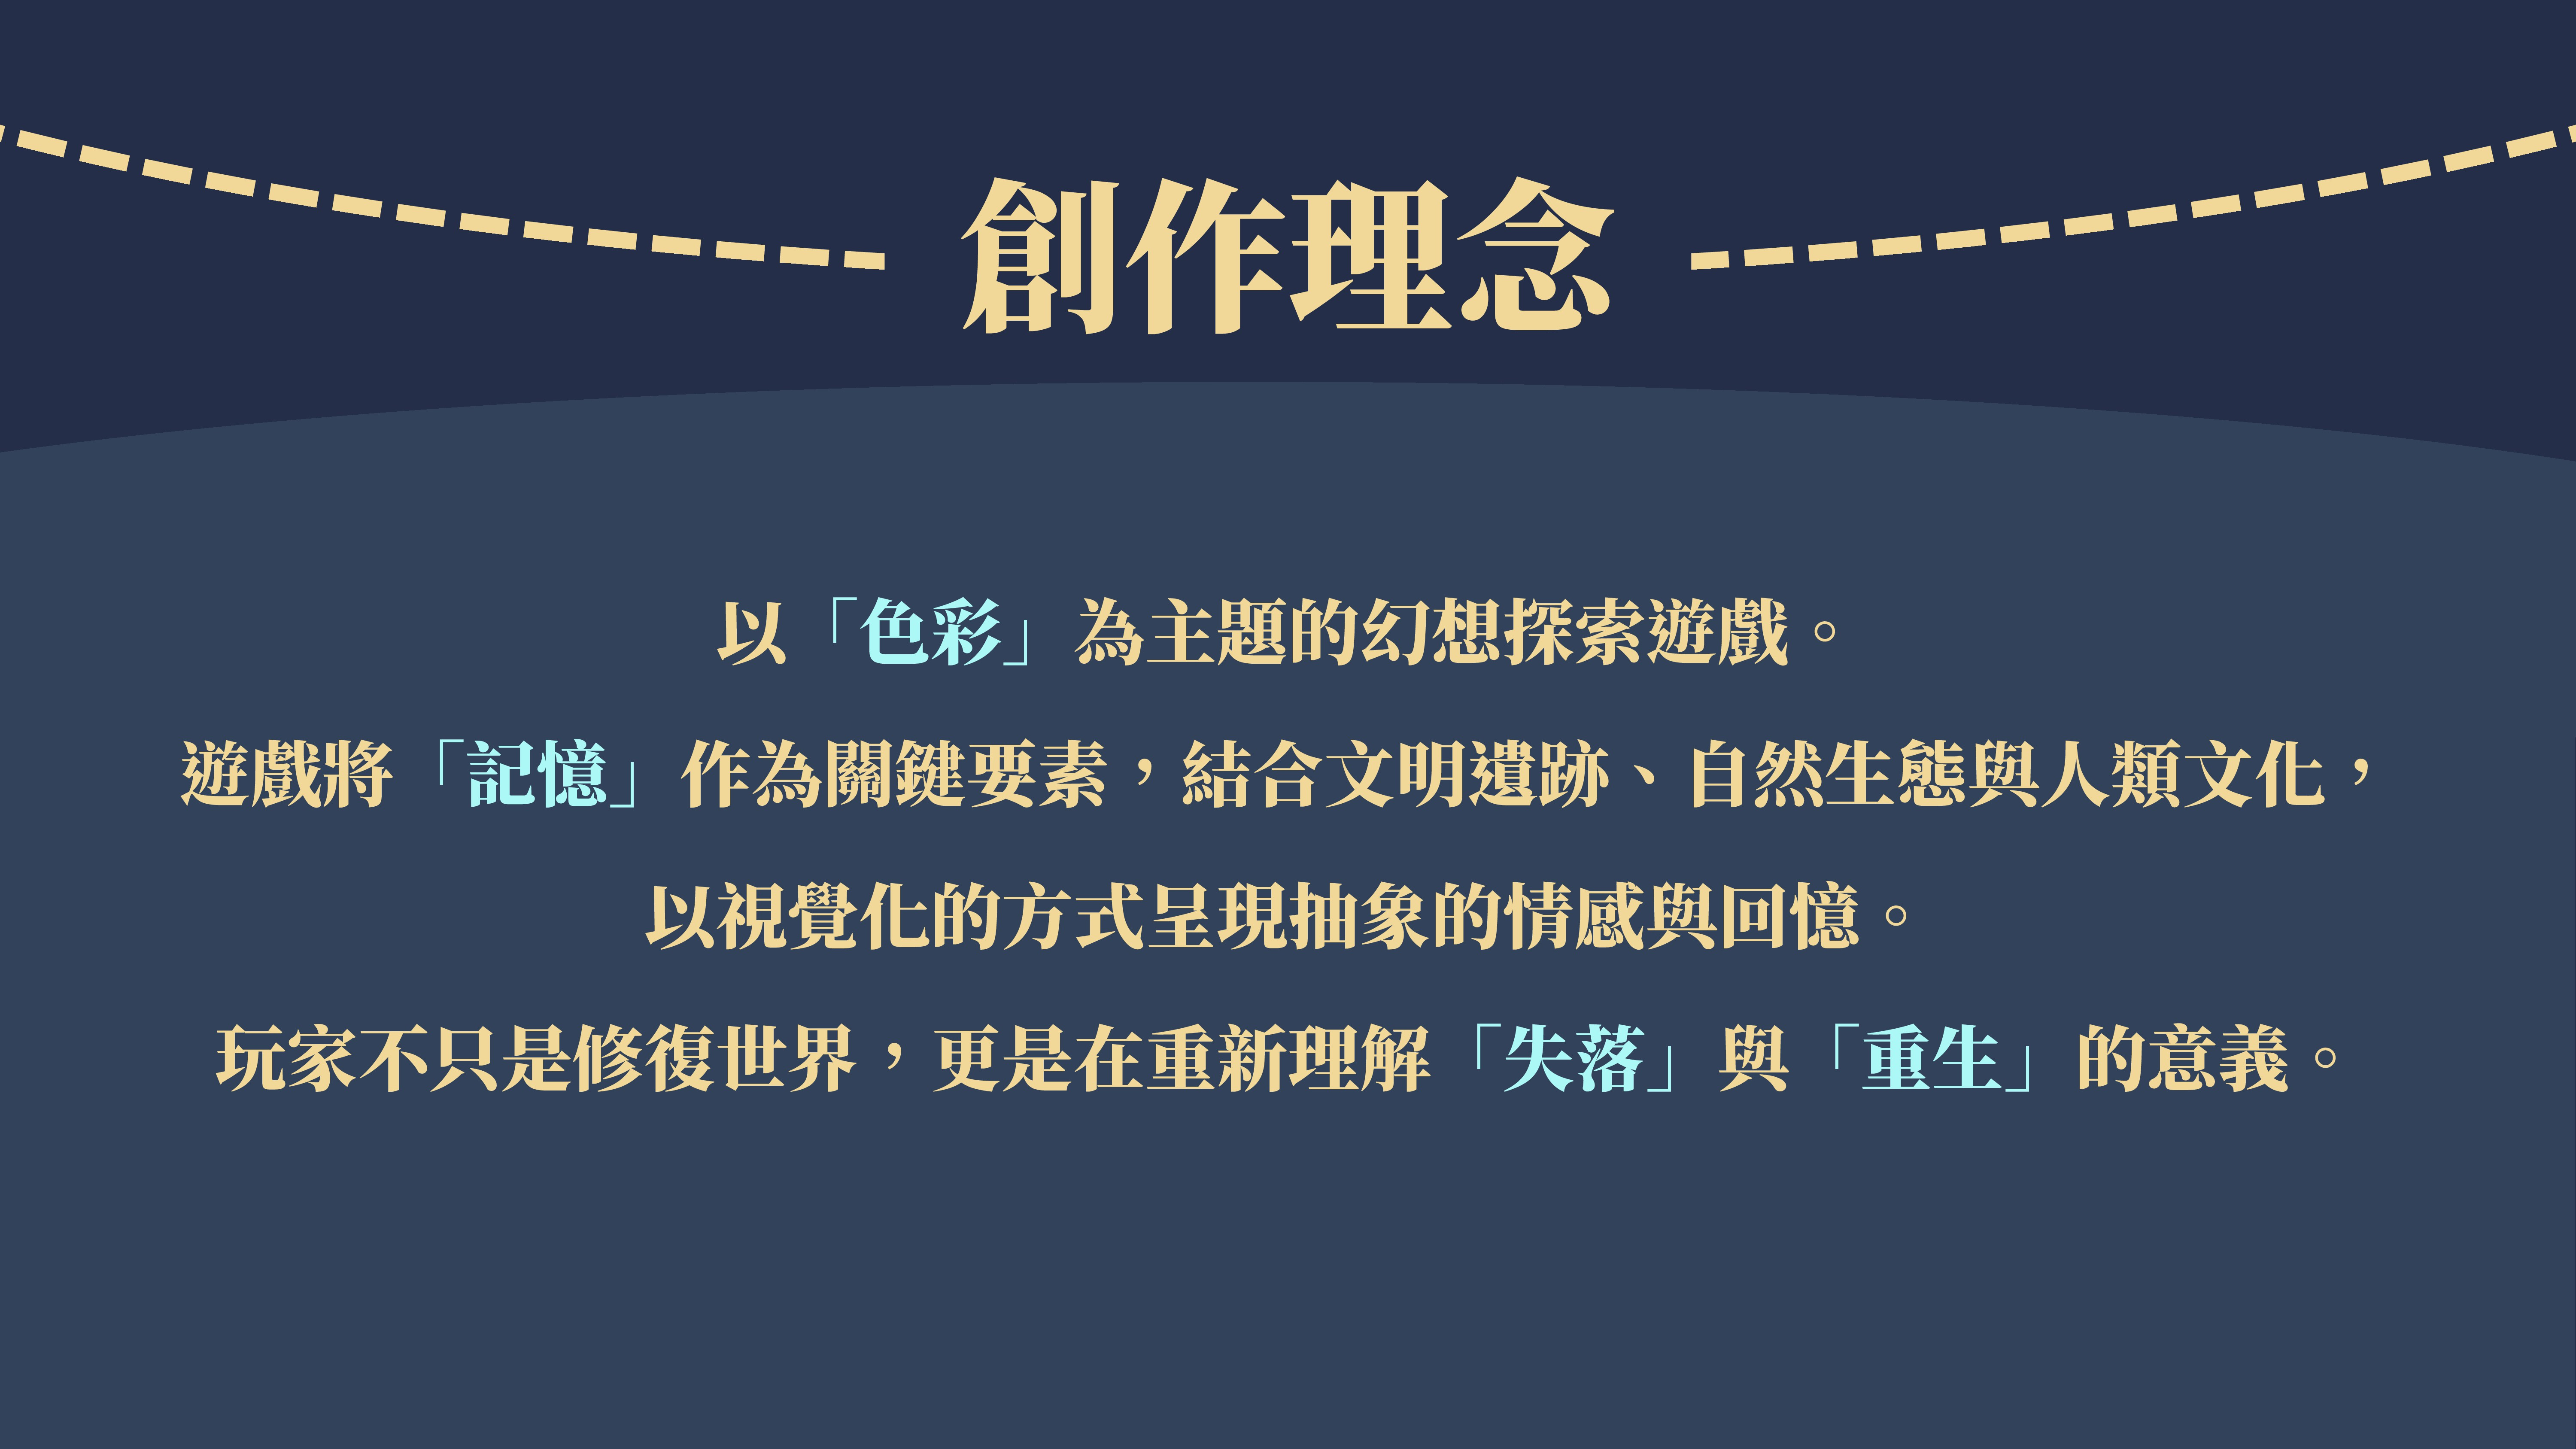 創作理念
以「色彩」為主題的幻想探索遊戲。
遊戲將「記憶」作為關鍵要素，結合文明遺跡、自然生態與人類文化，
以視覺化的方式呈現抽象的情感與回憶。
玩家不只是修復世界，更是在重新理解「失落」與「重生」的意義。